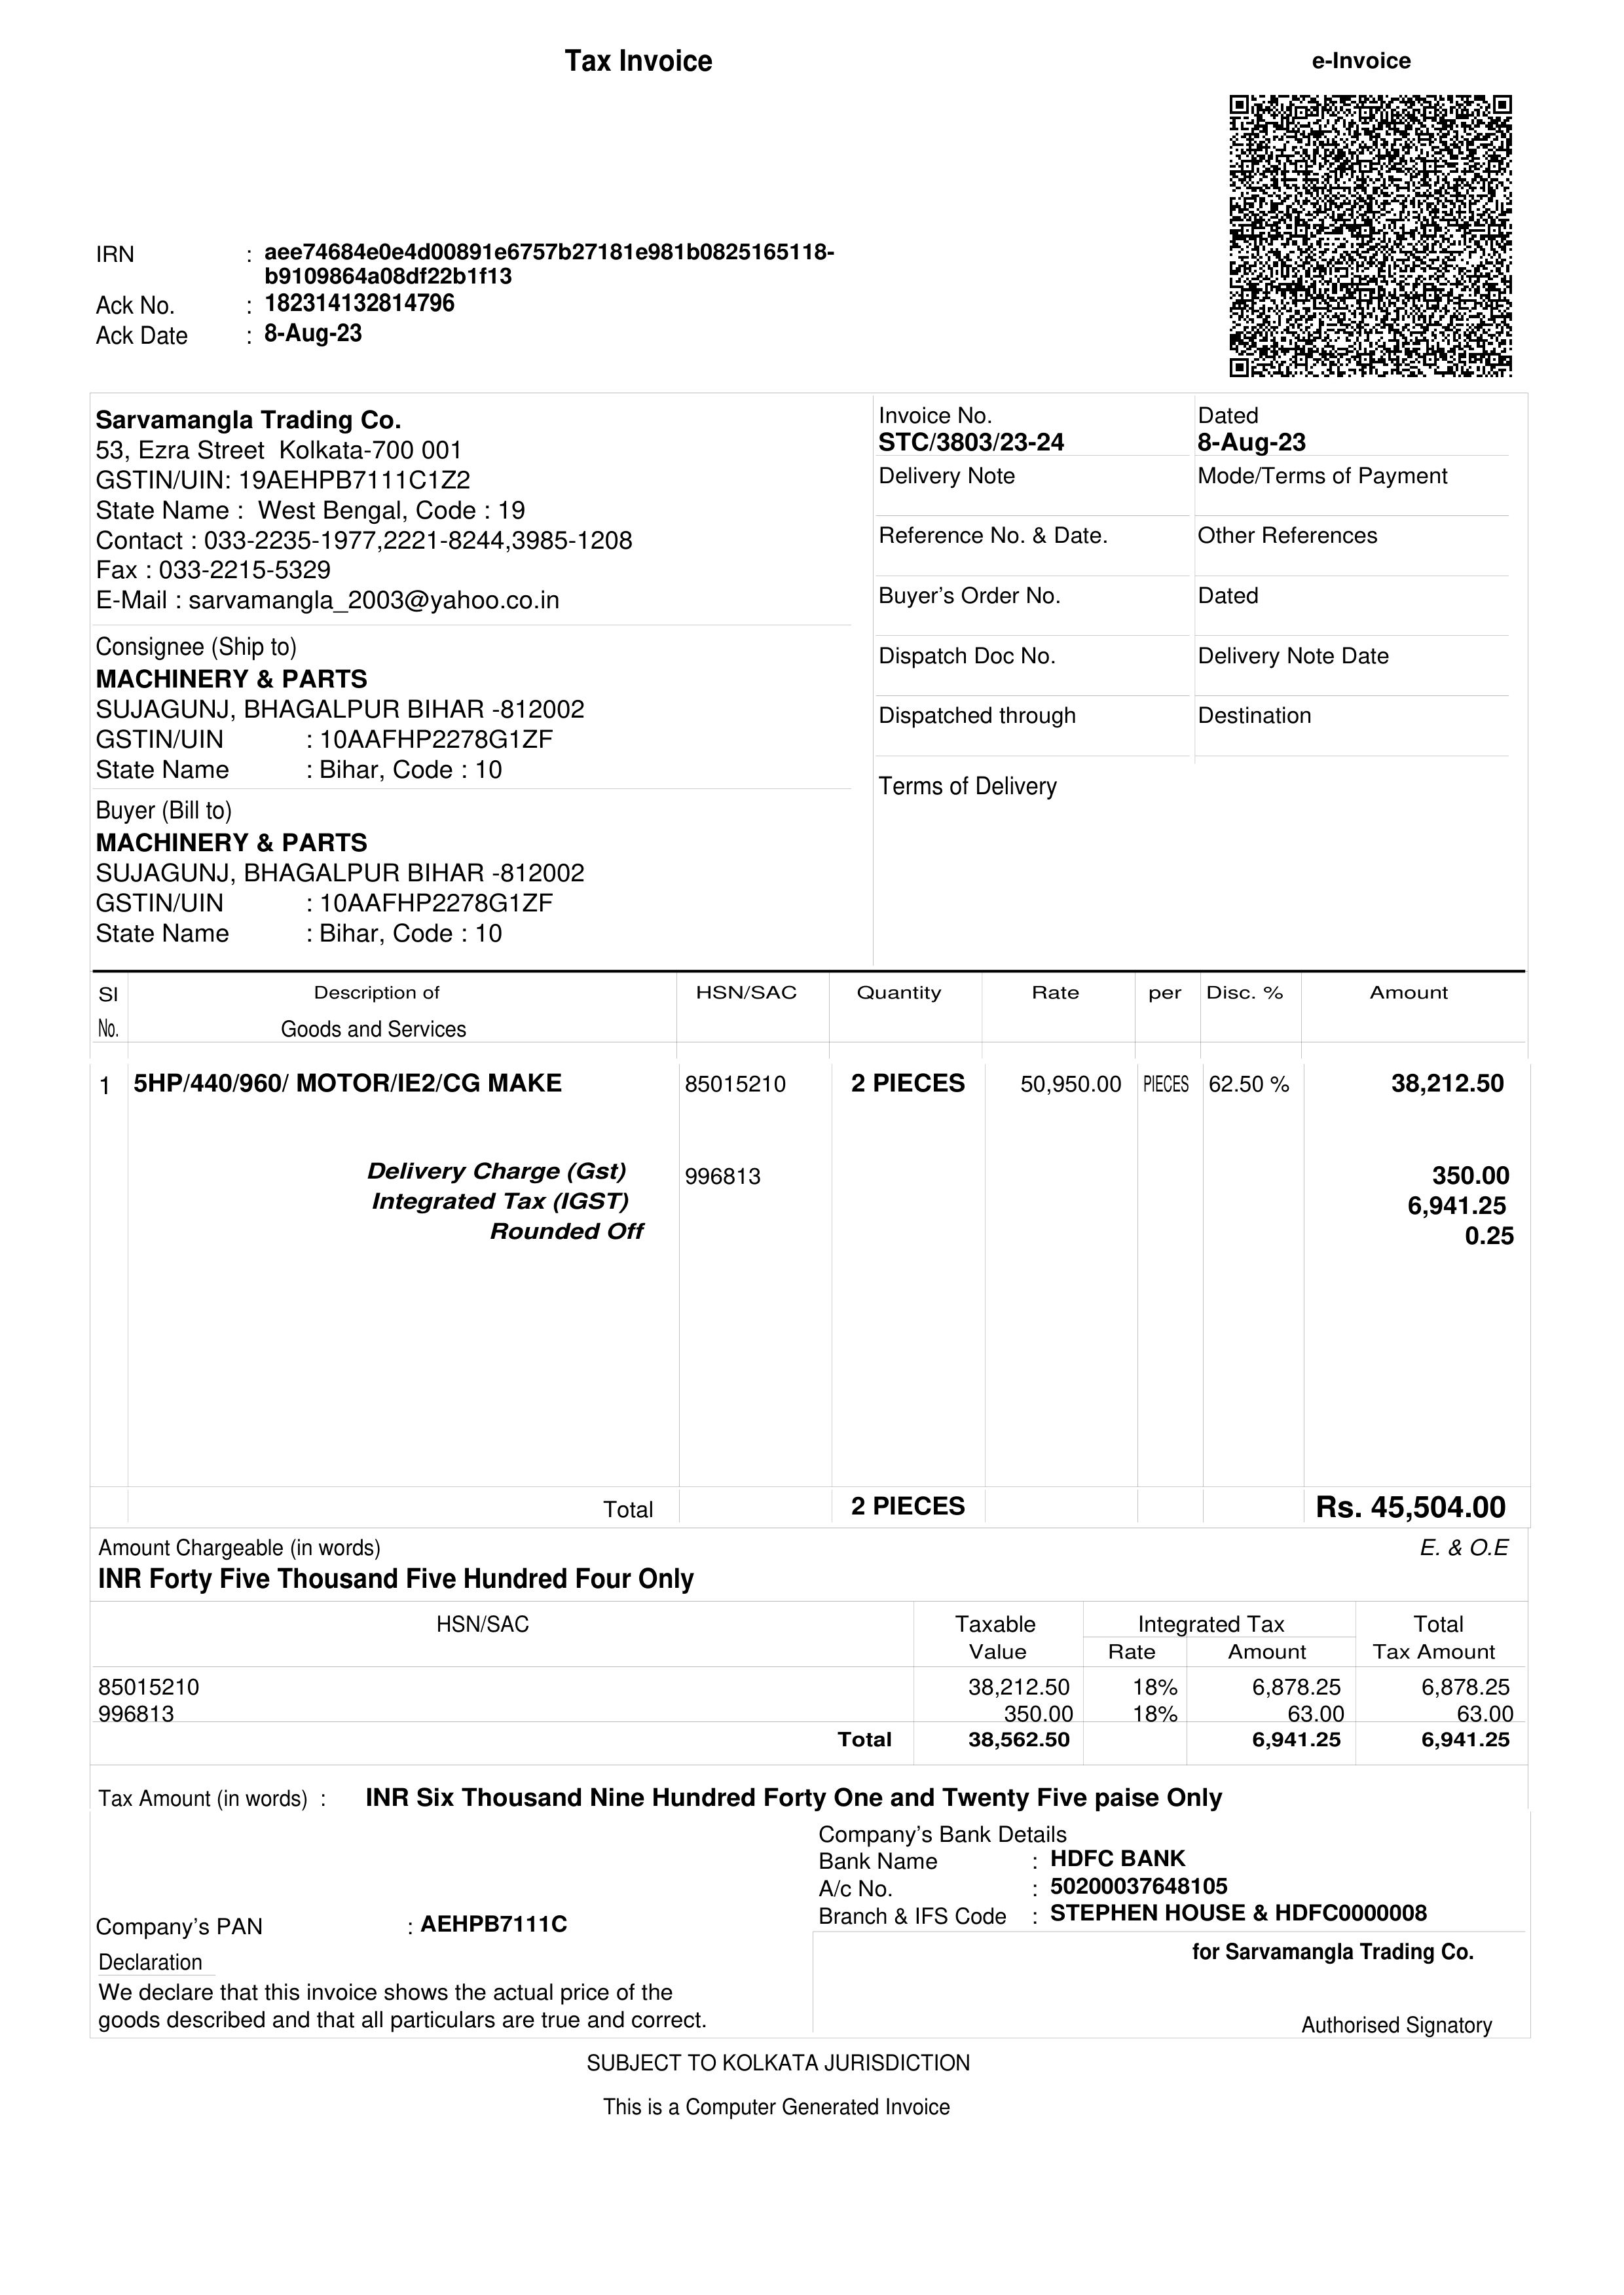 Tax Invoice
e-Invoice
IRN : aee74684e0e4d00891e6757b27181e981b0825165118-
b9109864a08df22b1f13
Ack No. : 182314132814796
Ack Date : 8-Aug-23
Sarvamangla Trading Co.
53, Ezra Street Kolkata-700 001
GSTIN/UIN: 19AEHPB7111C1Z2
State Name : West Bengal, Code : 19
Contact : 033-2235-1977,2221-8244,3985-1208
Fax : 033-2215-5329
E-Mail : sarvamangla_2003@yahoo.co.in
Consignee (Ship to)
MACHINERY & PARTS
SUJAGUNJ, BHAGALPUR BIHAR -812002
GSTIN/UIN : 10AAFHP2278G1ZF
State Name : Bihar, Code : 10
Buyer (Bill to)
MACHINERY & PARTS
SUJAGUNJ, BHAGALPUR BIHAR -812002
GSTIN/UIN : 10AAFHP2278G1ZF
State Name : Bihar, Code : 10
Invoice No. Dated
STC/3803/23-24 8-Aug-23
Delivery Note Mode/Terms of Payment
Reference No. & Date. Other References
Buyer’s Order No. Dated
Dispatch Doc No. Delivery Note Date
Dispatched through Destination
Terms of Delivery
Sl Description of HSN/SAC Quantity Rate per Disc. % Amount
No. Goods and Services
1 5HP/440/960/ MOTOR/IE2/CG MAKE 85015210 2 PIECES 50,950.00 PIECES 62.50 % 38,212.50
Delivery Charge (Gst) 996813 350.00
Integrated Tax (IGST) 6,941.25
Rounded Off 0.25
Total 2 PIECES Rs. 45,504.00
Amount Chargeable (in words) E. & O.E
INR Forty Five Thousand Five Hundred Four Only
HSN/SAC Taxable Integrated Tax Total
Value Rate Amount Tax Amount
85015210 38,212.50 18% 6,878.25 6,878.25
996813 350.00 18% 63.00 63.00
Total 38,562.50 6,941.25 6,941.25
Tax Amount (in words) : INR Six Thousand Nine Hundred Forty One and Twenty Five paise Only
Company’s Bank Details
Bank Name : HDFC BANK
A/c No. : 50200037648105
Branch & IFS Code : STEPHEN HOUSE & HDFC0000008
Company’s PAN : AEHPB7111C
Declaration
We declare that this invoice shows the actual price of the
goods described and that all particulars are true and correct.
for Sarvamangla Trading Co.
Authorised Signatory
SUBJECT TO KOLKATA JURISDICTION
This is a Computer Generated Invoice